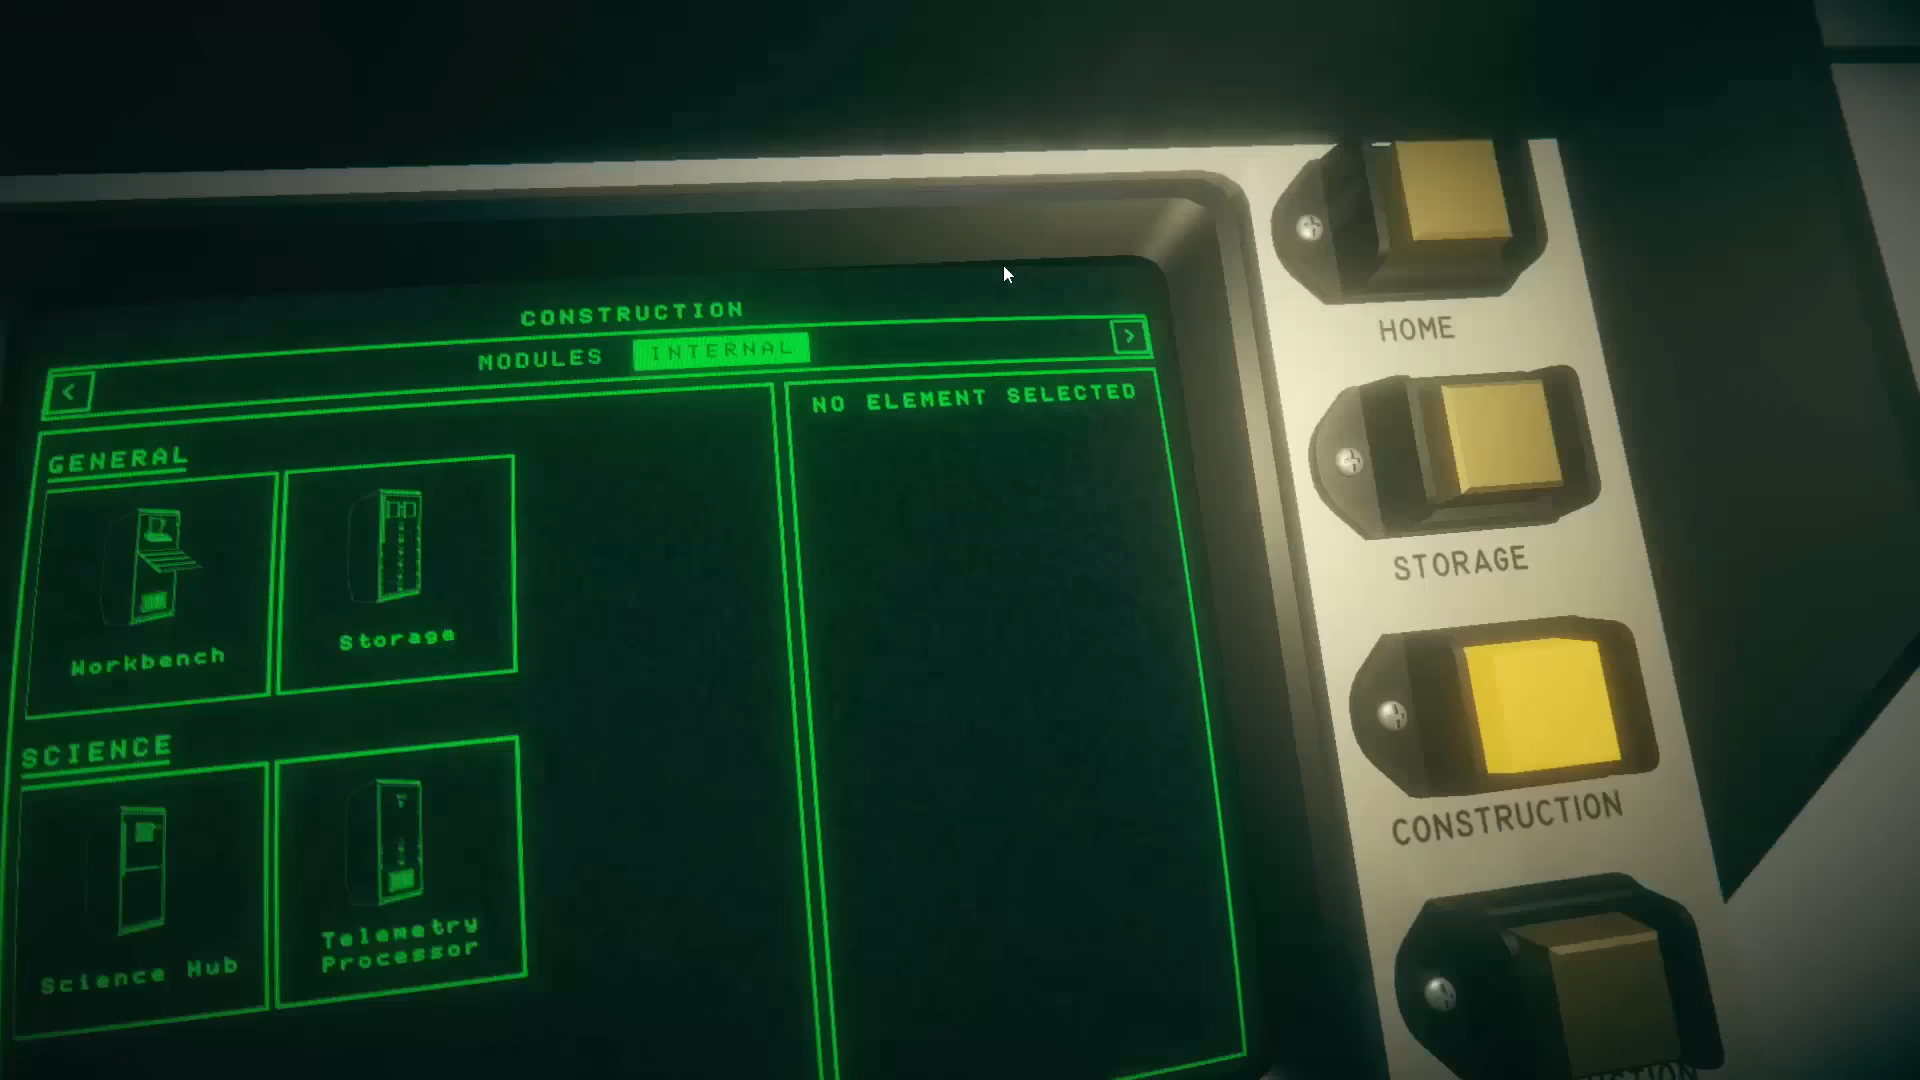 CONSTRUCTION
< MODULES INTERNAL >
GENERAL
Workbench
Storage
SCIENCE
Science Hub
Telemetry
Processor
NO ELEMENT SELECTED
HOME
STORAGE
CONSTRUCTION